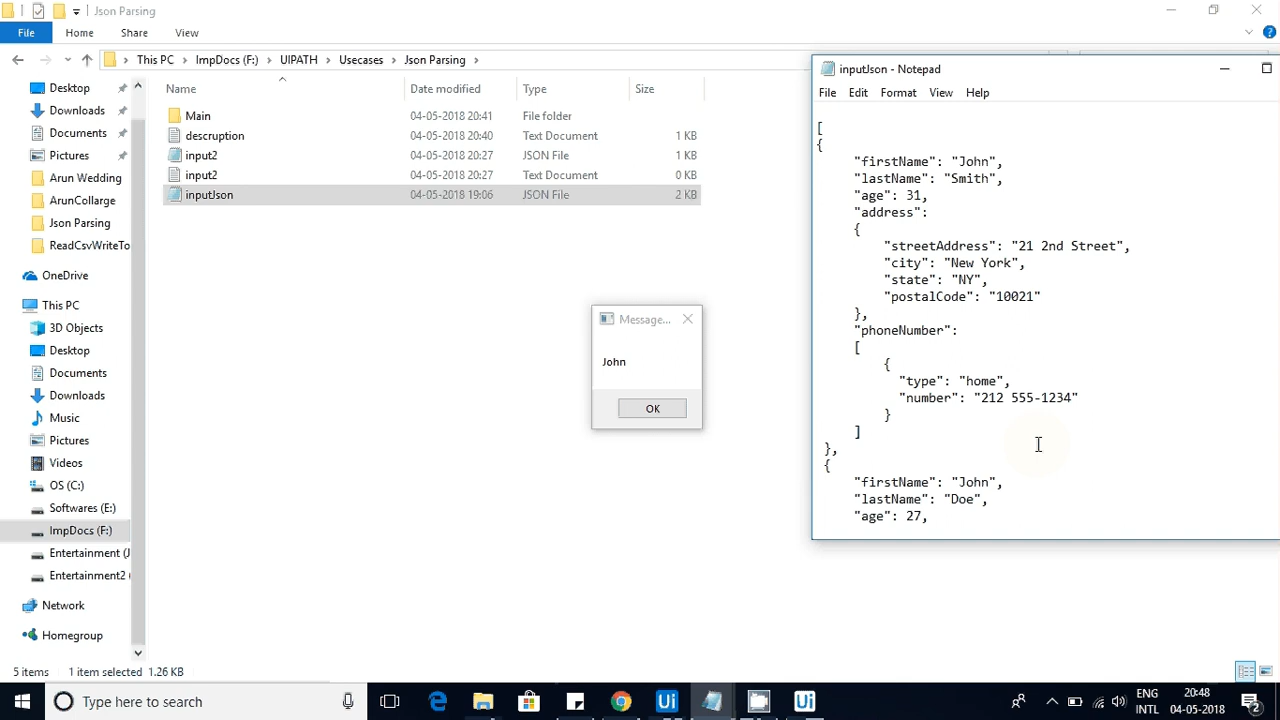 Json Parsing
File
Home
Share
View
This PC
ImpDocs (F:)
UIPATH
Usecases
Json Parsing
Name
Date modified
Type
Size
Main
04-05-2018 20:41
File folder
descruption
04-05-2018 20:40
Text Document
1 KB
input2
04-05-2018 20:27
JSON File
1 KB
input2
04-05-2018 20:27
Text Document
0 KB
inputJson
04-05-2018 19:06
JSON File
2 KB
Desktop
Downloads
Documents
Pictures
Arun Wedding
ArunCollarge
Json Parsing
ReadCsvWriteTo
OneDrive
This PC
3D Objects
Desktop
Documents
Downloads
Music
Pictures
Videos
OS (C:)
Softwares (E:)
ImpDocs (F:)
Entertainment (J
Entertainment2 (
Network
Homegroup
Message...
John
OK
inputJson - Notepad
File Edit Format View Help
[
{
"firstName": "John",
"lastName": "Smith",
"age": 31,
"address":
{
"streetAddress": "21 2nd Street",
"city": "New York",
"state": "NY",
"postalCode": "10021"
},
"phoneNumber":
[
{
"type": "home",
"number": "212 555-1234"
}
]
},
{
"firstName": "John",
"lastName": "Doe",
"age": 27,
5 items
1 item selected 1.26 KB
Type here to search
Ui
Ui
ENG
INTL
20:48
04-05-2018
2